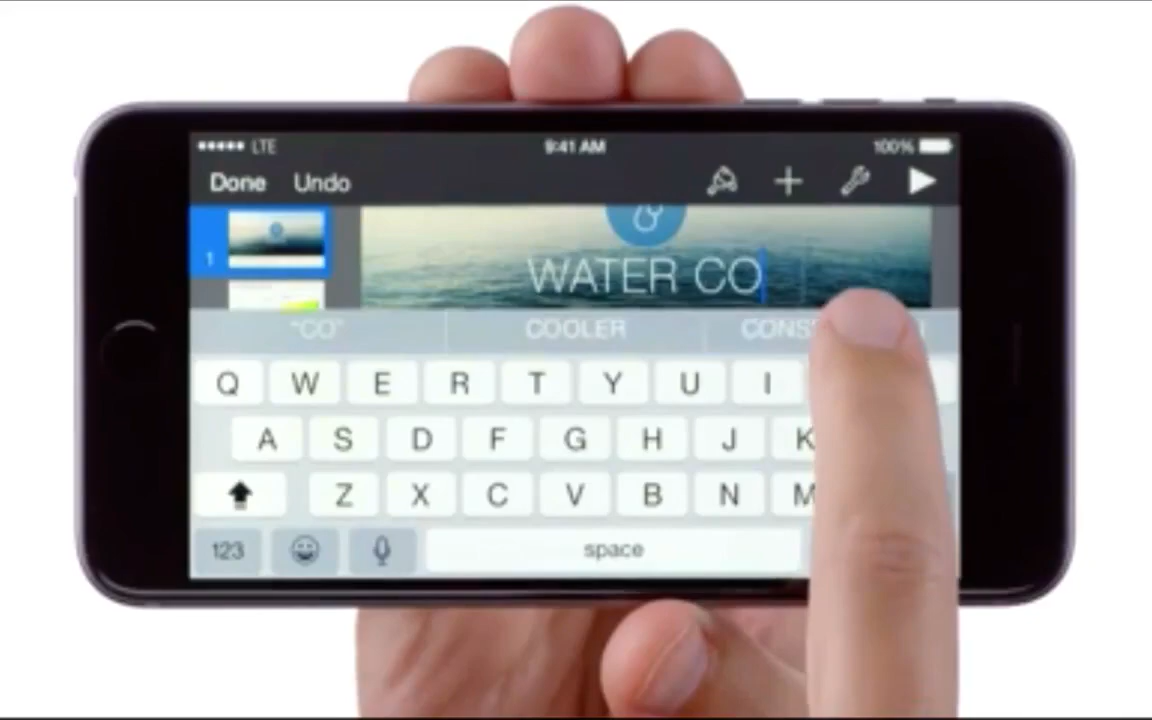 LTE 9:41 AM 100%
Done Undo
1
WATER CO
"CO" COOLER
Q W E R T Y U I
A S D F G H J K
Z X C V B N M
123 space